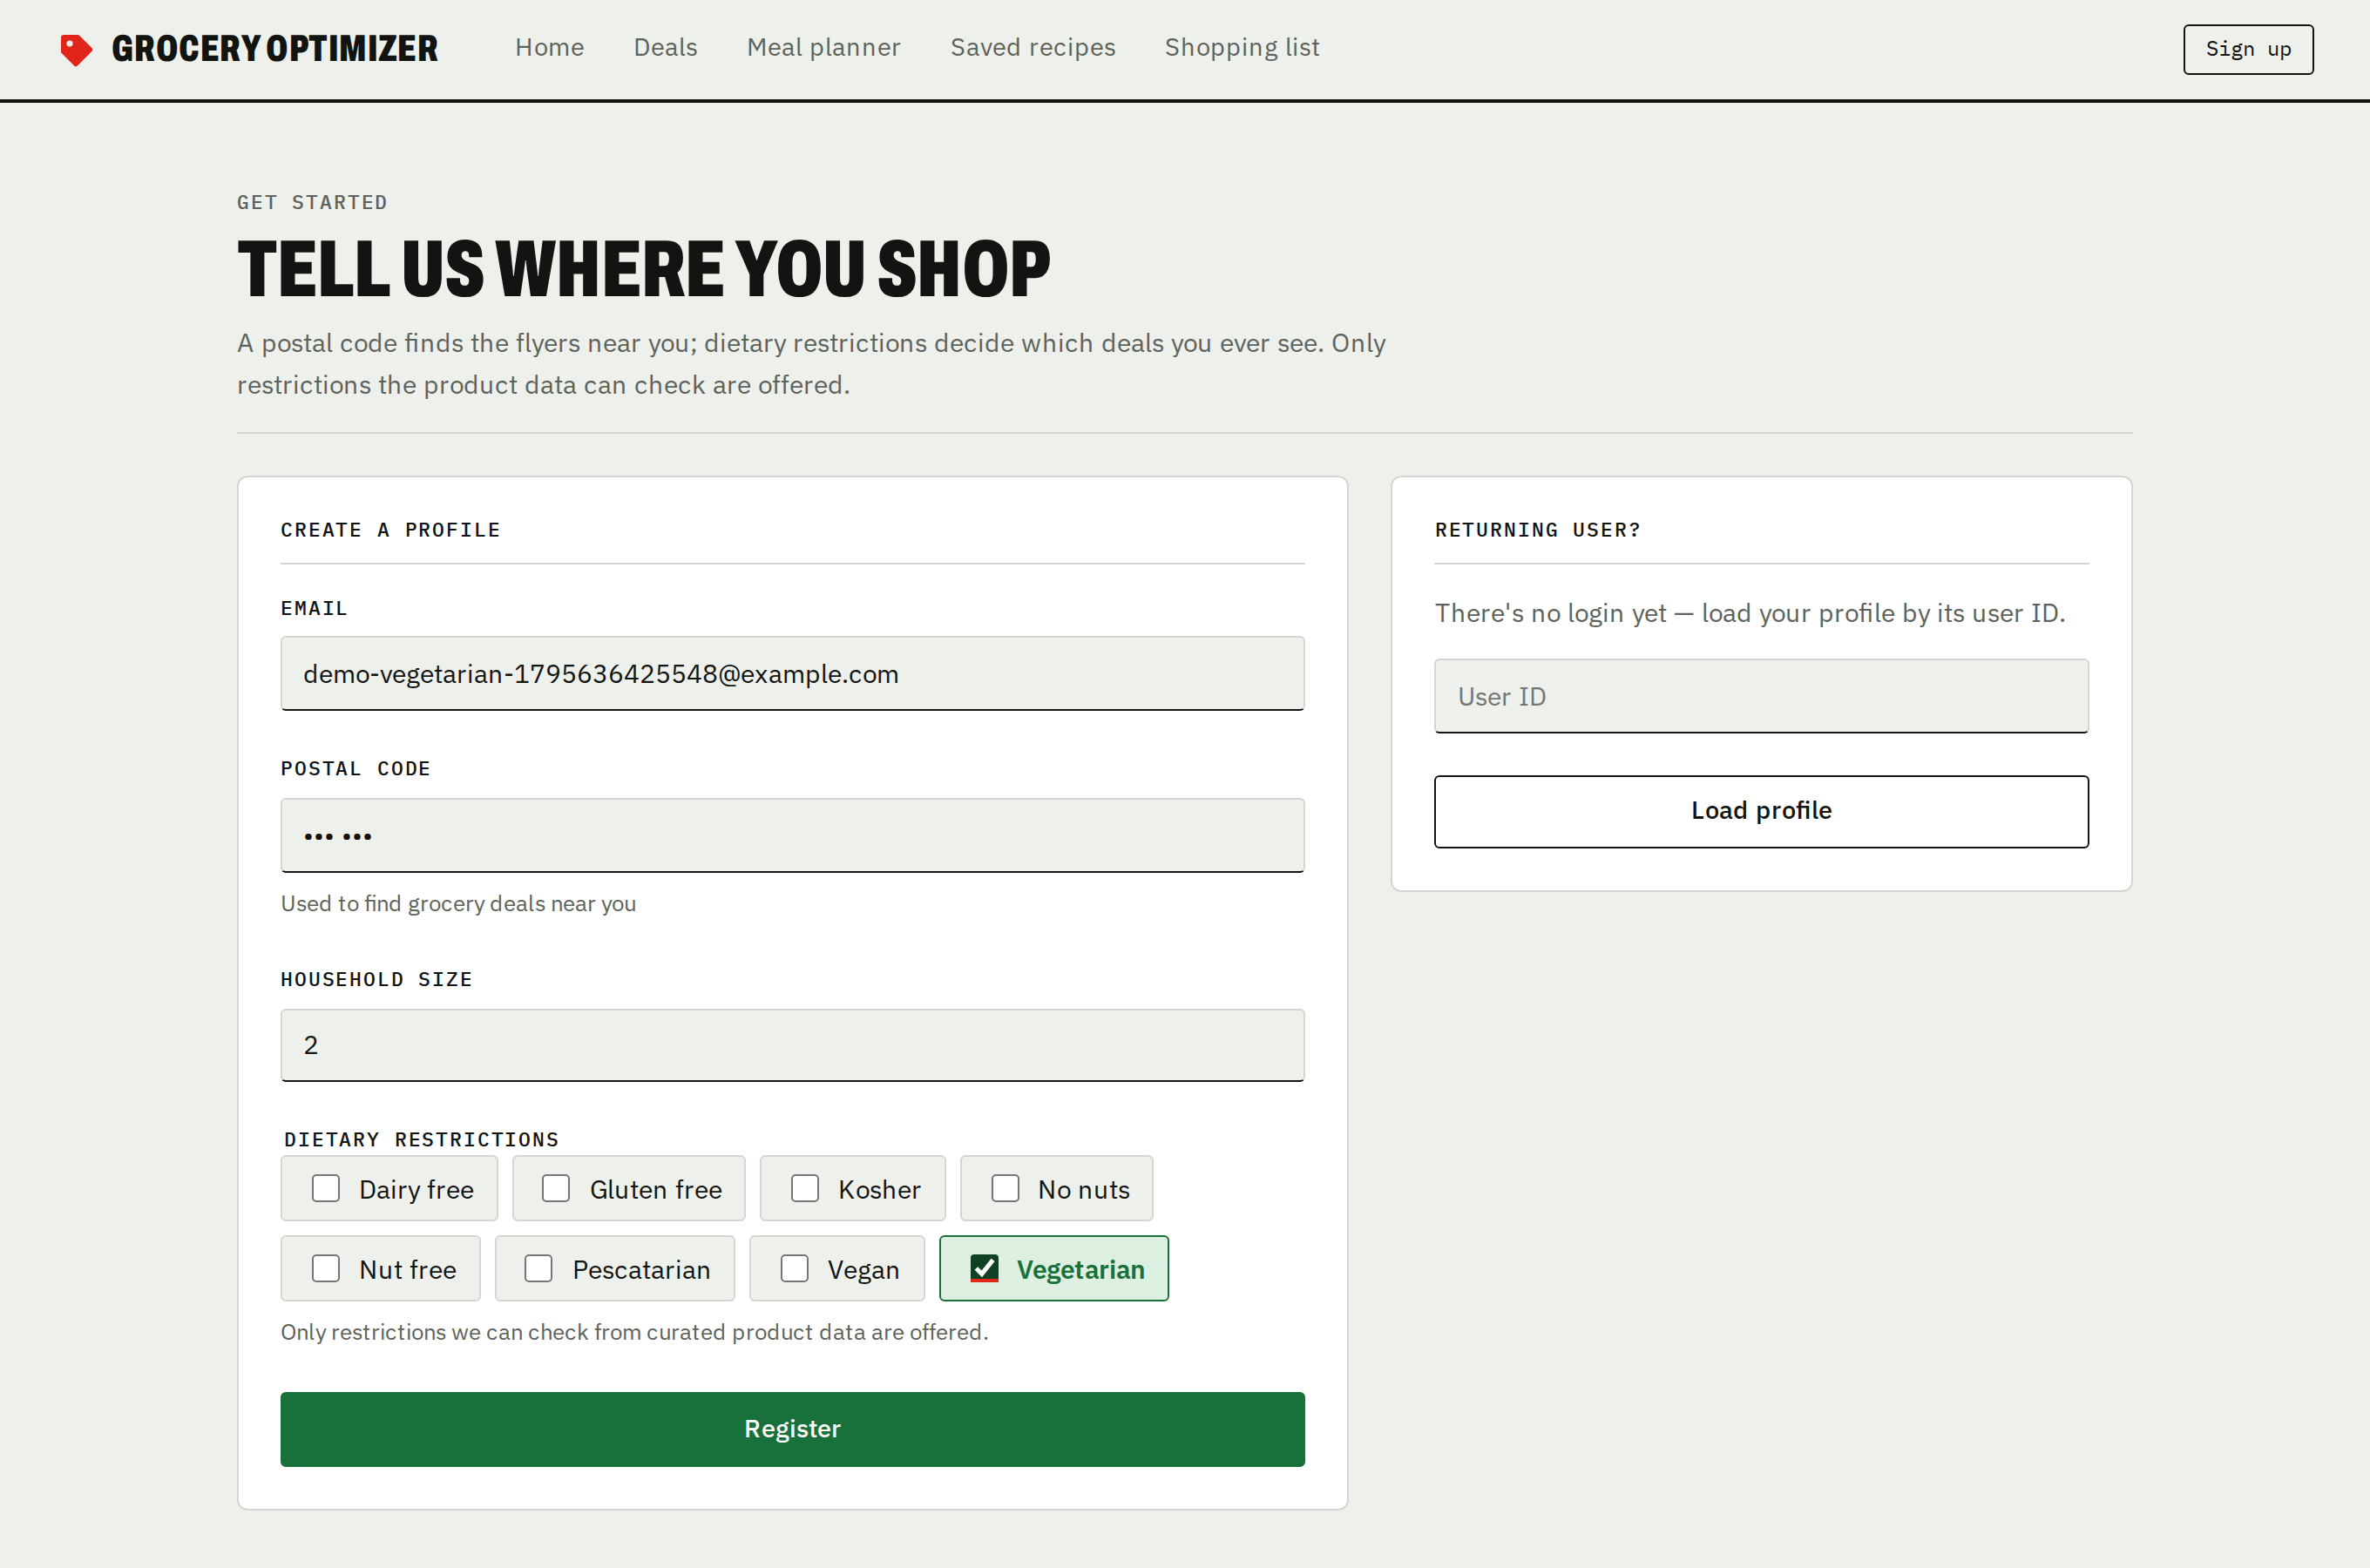 GROCERY OPTIMIZER
Home
Deals
Meal planner
Saved recipes
Shopping list
Sign up
GET STARTED
TELL US WHERE YOU SHOP
A postal code finds the flyers near you; dietary restrictions decide which deals you ever see. Only
restrictions the product data can check are offered.
CREATE A PROFILE
EMAIL
demo-vegetarian-1795636425548@example.com
POSTAL CODE
••• •••
Used to find grocery deals near you
HOUSEHOLD SIZE
2
DIETARY RESTRICTIONS
Dairy free
Gluten free
Kosher
No nuts
Nut free
Pescatarian
Vegan
Vegetarian
Only restrictions we can check from curated product data are offered.
Register
RETURNING USER?
There's no login yet — load your profile by its user ID.
User ID
Load profile